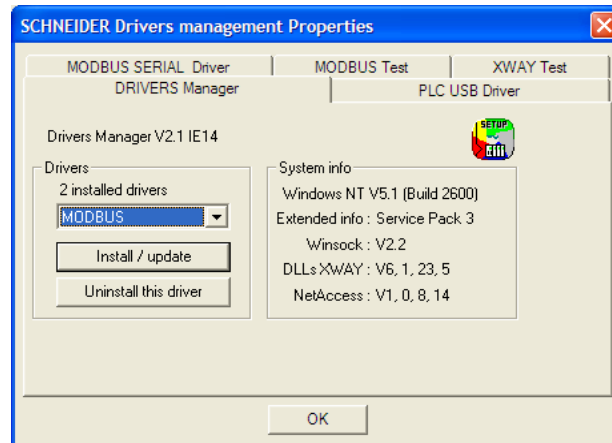 SCHNEIDER Drivers management Properties
MODBUS SERIAL Driver
MODBUS Test
XWAY Test
DRIVERS Manager
PLC USB Driver
Drivers Manager V2.1 IE14
SETUP
Drivers
2 installed drivers
MODBUS
Install / update
Uninstall this driver
System info
Windows NT V5.1 (Build 2600)
Extended info : Service Pack 3
Winsock : V2.2
DLLs XWAY : V6, 1, 23, 5
NetAccess : V1, 0, 8, 14
OK